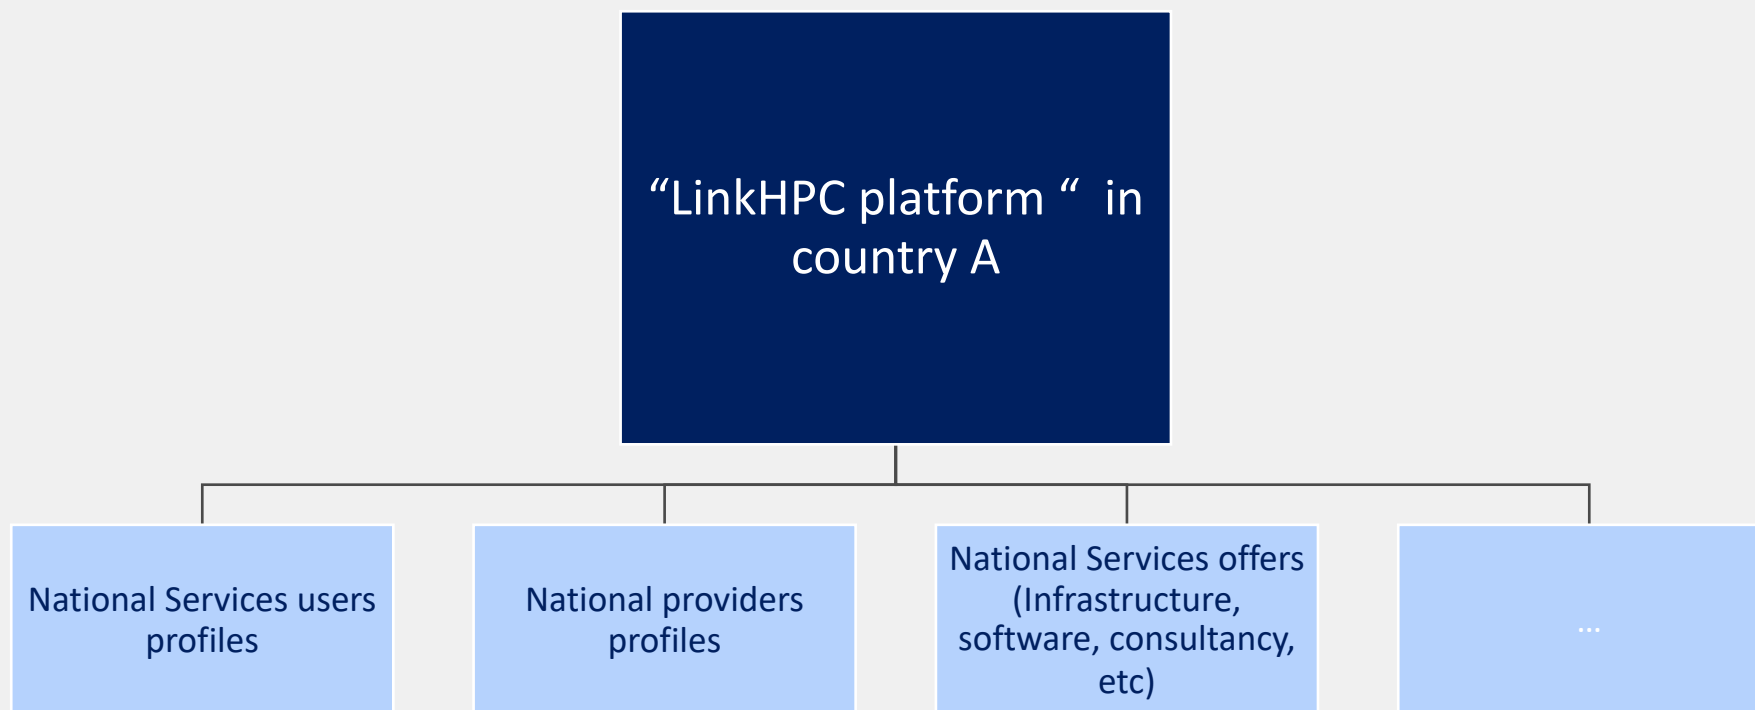 “LinkHPC platform “  in
country A
National Services users
profiles
National providers
profiles
National Services offers
(Infrastructure,
software, consultancy,
etc)
...